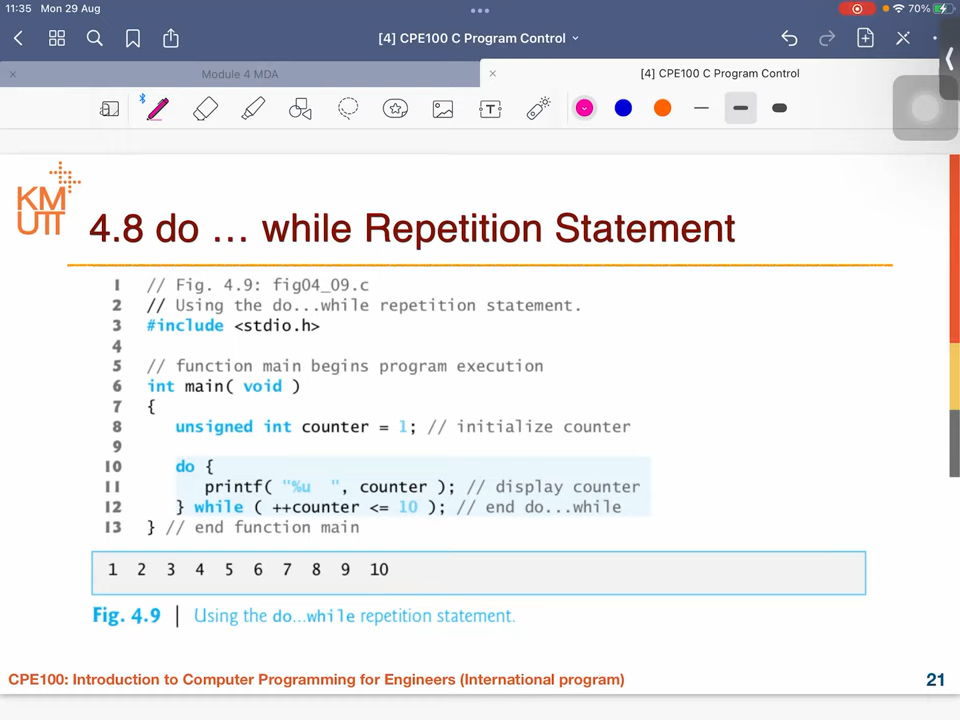 11:35 Mon 29 Aug
70%
[4] CPE100 C Program Control
Module 4 MDA
[4] CPE100 C Program Control
T
KM
UTT
4.8 do … while Repetition Statement
1 // Fig. 4.9: fig04_09.c
2 // Using the do...while repetition statement.
3 #include <stdio.h>
4
5 // function main begins program execution
6 int main( void )
7 {
8 unsigned int counter = 1; // initialize counter
9
10 do {
11 printf( "%u  ", counter ); // display counter
12 } while ( ++counter <= 10 ); // end do...while
13 } // end function main
1 2 3 4 5 6 7 8 9 10
Fig. 4.9 | Using the do...while repetition statement.
CPE100: Introduction to Computer Programming for Engineers (International program)
21